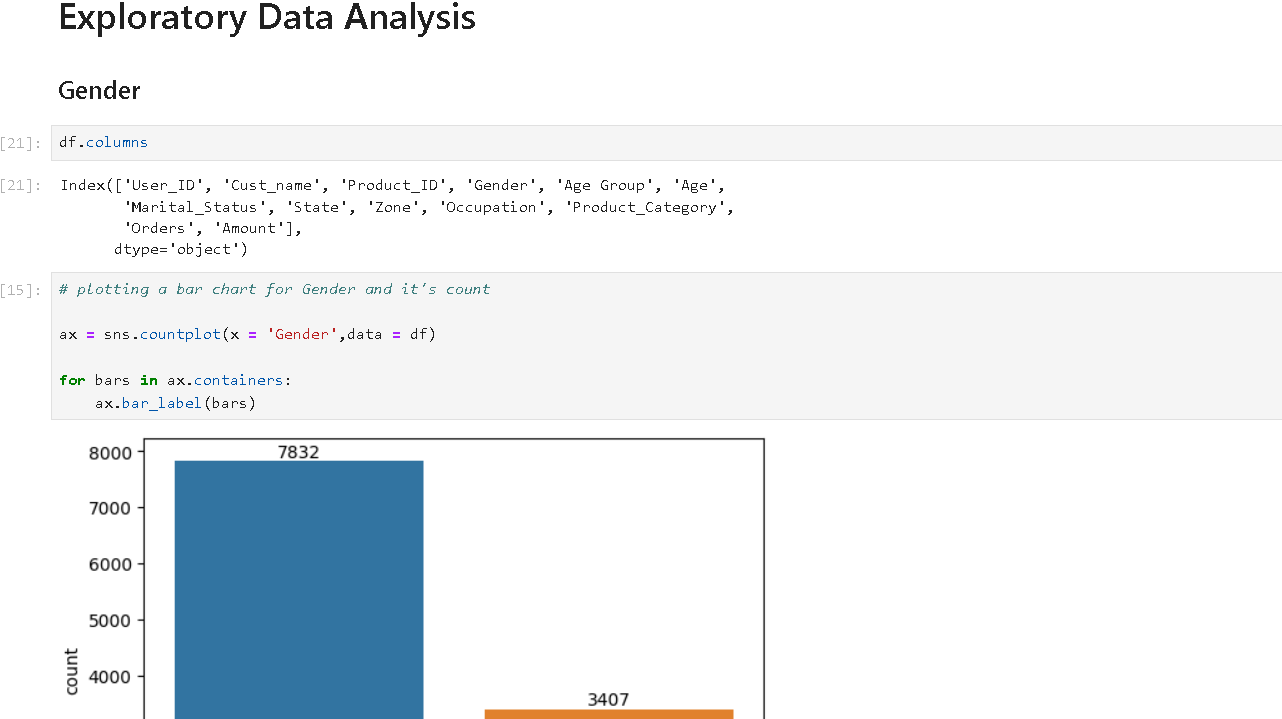 Exploratory Data Analysis
Gender
[21]: df.columns
[21]: Index(['User_ID', 'Cust_name', 'Product_ID', 'Gender', 'Age Group', 'Age',
'Marital_Status', 'State', 'Zone', 'Occupation', 'Product_Category',
'Orders', 'Amount'],
dtype='object')
[15]: # plotting a bar chart for Gender and it's count
ax = sns.countplot(x = 'Gender',data = df)
for bars in ax.containers:
    ax.bar_label(bars)
7832
8000
7000
6000
5000
4000
count
3407